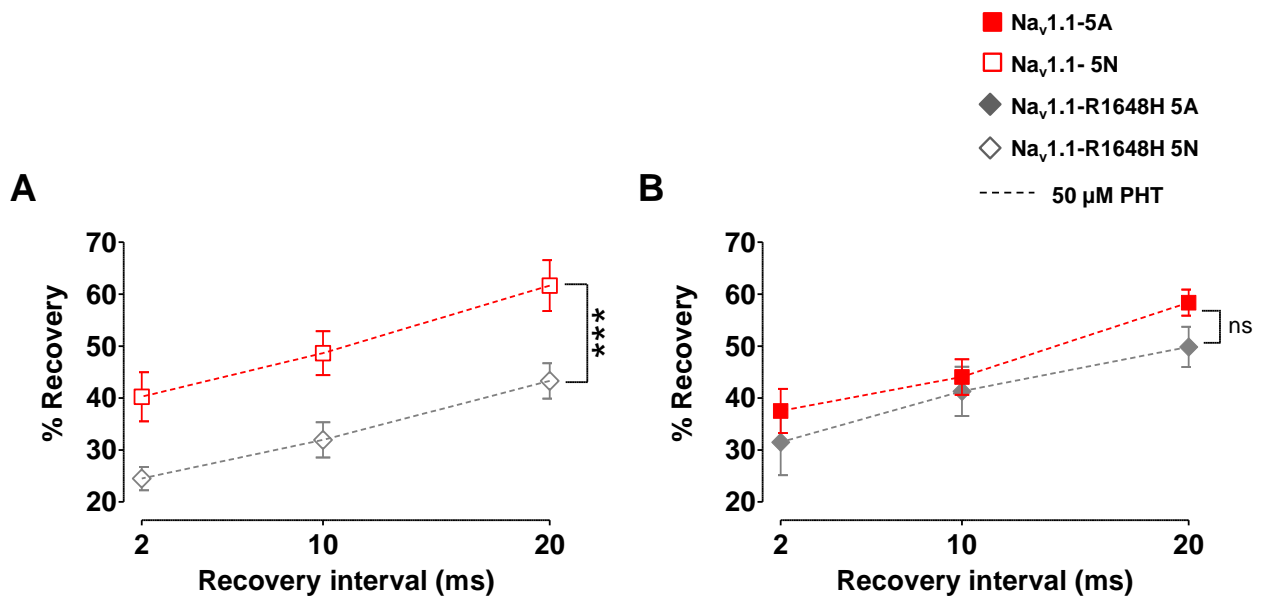 Naᵥ1.1-5A
Naᵥ1.1- 5N
Naᵥ1.1-R1648H 5A
Naᵥ1.1-R1648H 5N
50 µM PHT
A
% Recovery
70
60
50
40
30
20
***
2 10 20
Recovery interval (ms)
B
% Recovery
70
60
50
40
30
20
ns
2 10 20
Recovery interval (ms)